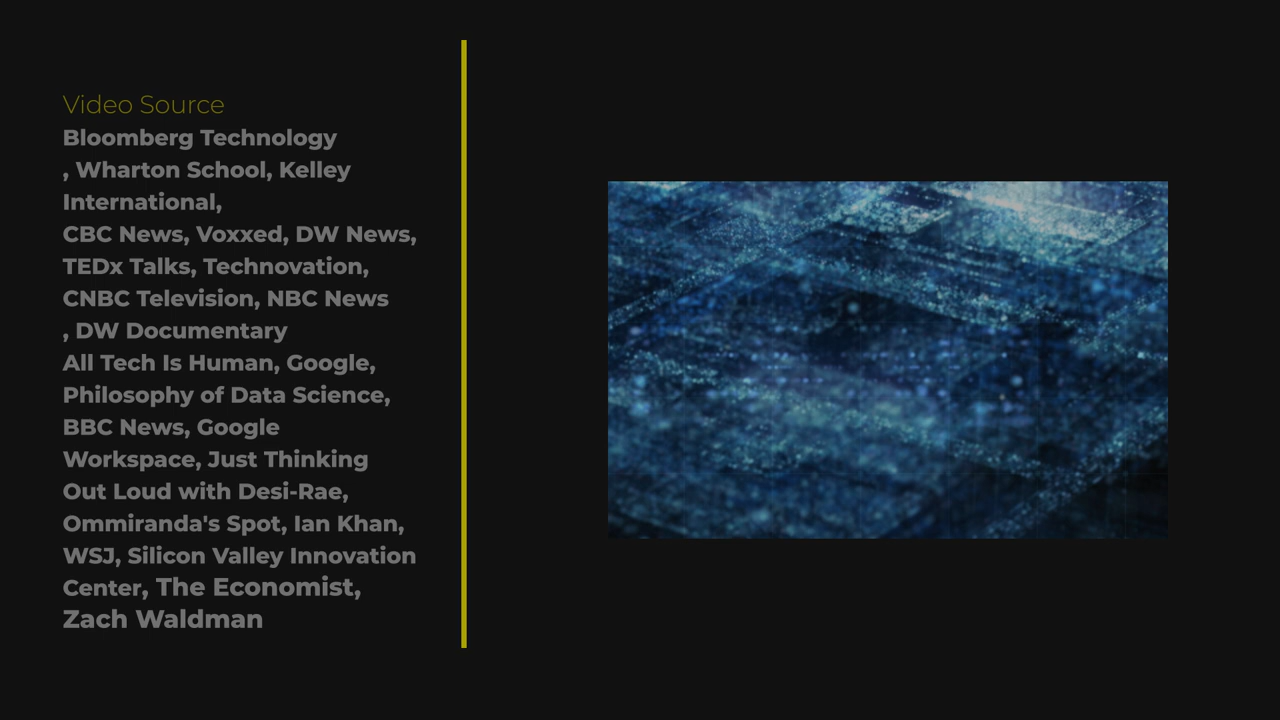 Video Source
Bloomberg Technology
, Wharton School, Kelley
International,
CBC News, Voxxed, DW News,
TEDx Talks, Technovation,
CNBC Television, NBC News
, DW Documentary
All Tech Is Human, Google,
Philosophy of Data Science,
BBC News, Google
Workspace, Just Thinking
Out Loud with Desi-Rae,
Ommiranda's Spot, Ian Khan,
WSJ, Silicon Valley Innovation
Center, The Economist,
Zach Waldman